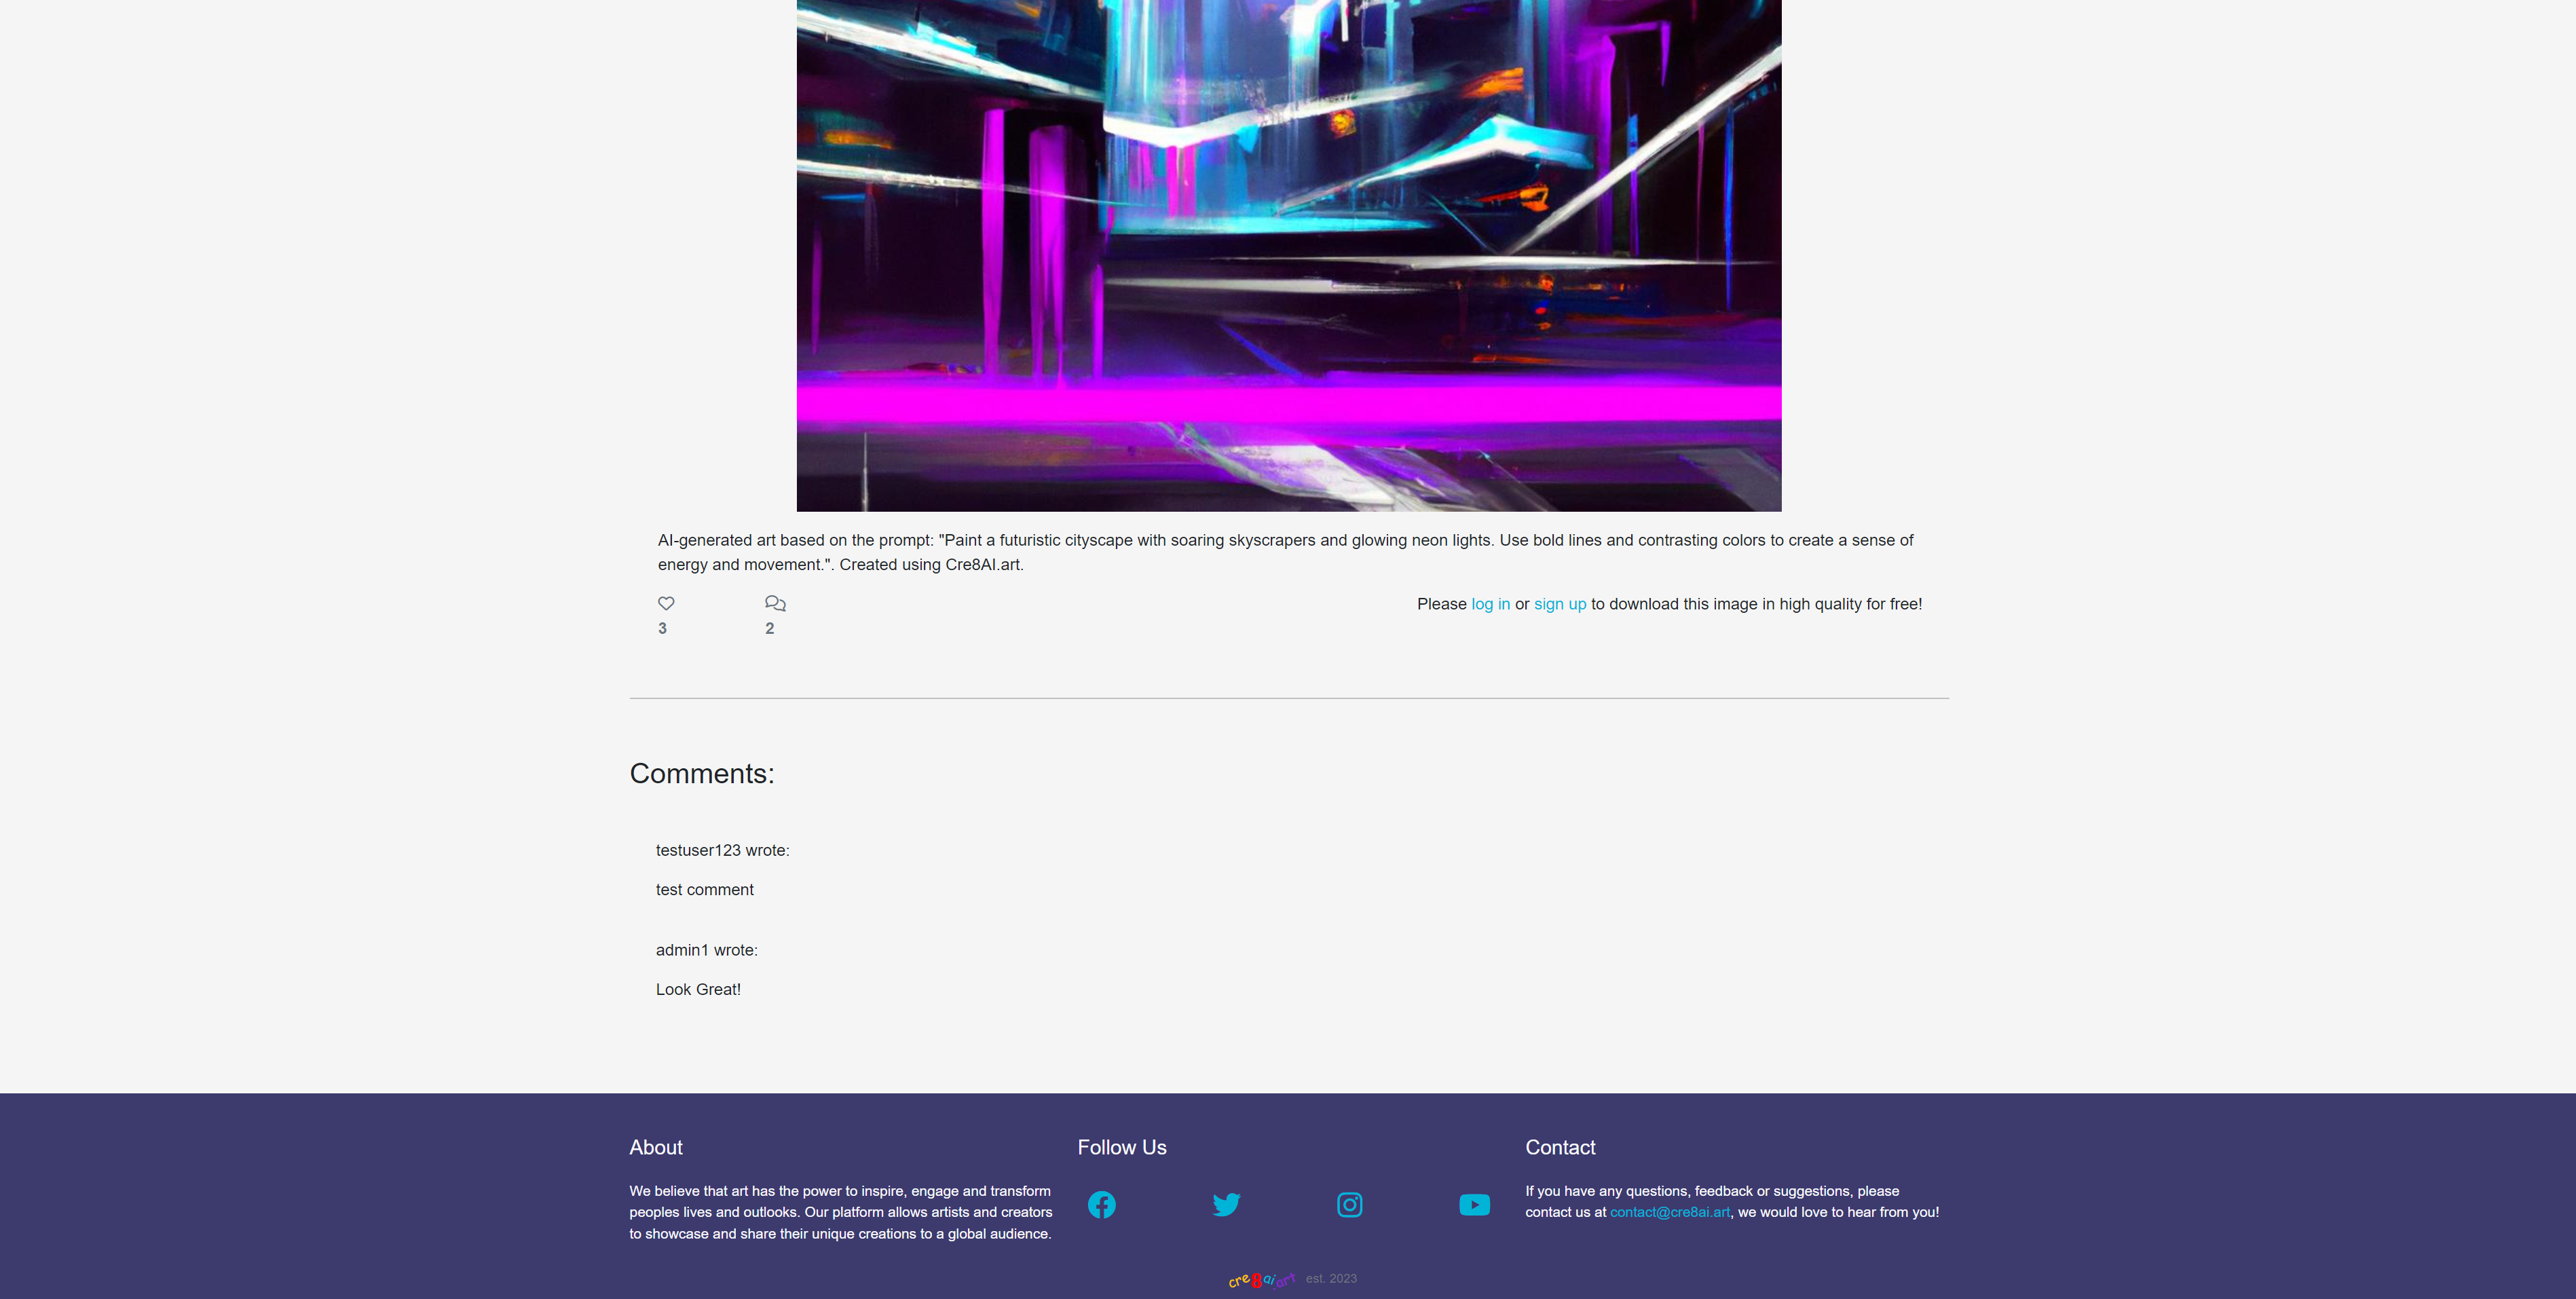 AI-generated art based on the prompt: "Paint a futuristic cityscape with soaring skyscrapers and glowing neon lights. Use bold lines and contrasting colors to create a sense of
energy and movement.". Created using Cre8AI.art.
Please log in or sign up to download this image in high quality for free!
3
2
Comments:
testuser123 wrote:
test comment
admin1 wrote:
Look Great!
About
We believe that art has the power to inspire, engage and transform
peoples lives and outlooks. Our platform allows artists and creators
to showcase and share their unique creations to a global audience.
Follow Us
Contact
If you have any questions, feedback or suggestions, please
contact us at contact@cre8ai.art, we would love to hear from you!
cre8aiart est. 2023